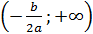 (-b/2a; +∞)